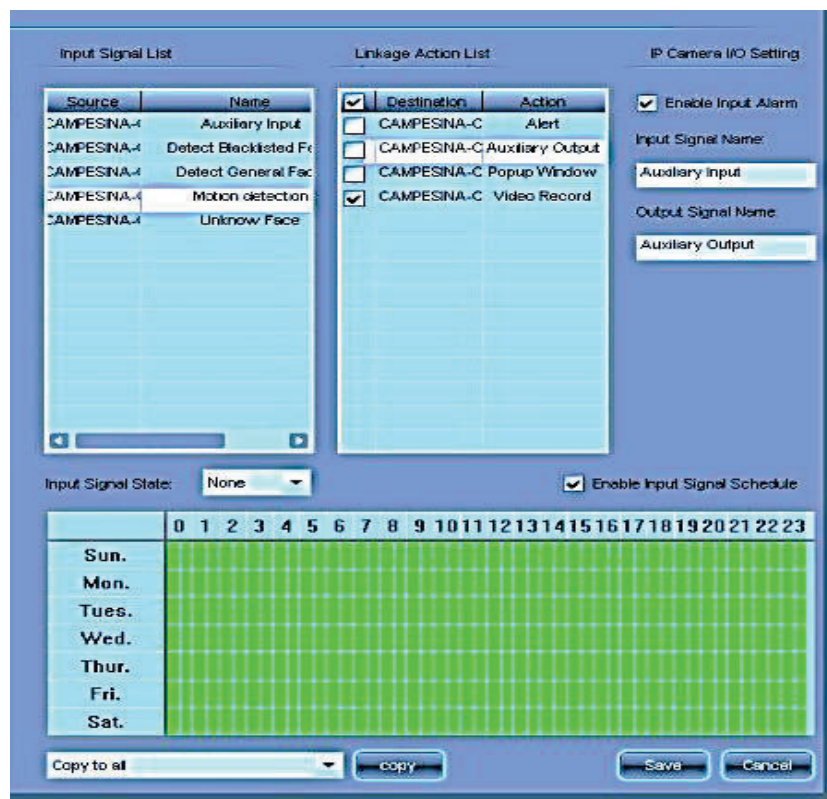 Input Signal List
Linkage Action List
IP Camera I/O Setting
Source Name
CAMPESINA-C Auxiliary Input
CAMPESINA-C Detect Blacklisted Fe
CAMPESINA-C Detect General Fac
CAMPESINA-C Motion detection
CAMPESINA-C Unknow Face
Destination Action
CAMPESINA-C Alert
CAMPESINA-C Auxiliary Output
CAMPESINA-C Popup Window
CAMPESINA-C Video Record
Enable Input Alarm
Input Signal Name:
Auxiliary Input
Output Signal Name:
Auxiliary Output
Input Signal State: None
Enable Input Signal Schedule
0 1 2 3 4 5 6 7 8 9 10 11 12 13 14 15 16 17 18 19 20 21 22 23
Sun.
Mon.
Tues.
Wed.
Thur.
Fri.
Sat.
Copy to all
copy
Save
Cancel